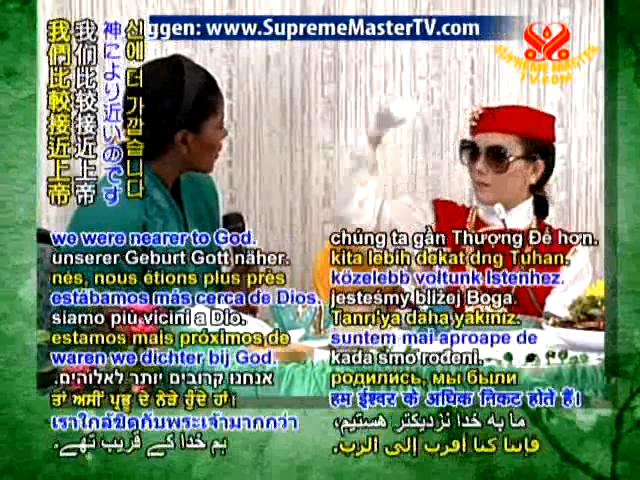 ggen: www.SupremeMasterTV.com
SUPREME MASTER
TV.COM
我們比較接近上帝
我们比较接近上帝
神により近いのです
신에 더 가깝습니다
we were nearer to God.
unserer Geburt Gott näher.
nés, nous étions plus près
estábamos más cerca de Dios.
siamo più vicini a Dio.
estamos mais próximos de
waren we dichter bij God.
אנחנו קרובים יותר לאלוהים.
ਤਾਂ ਅਸੀਂ ਪ੍ਰਭੂ ਦੇ ਨੇੜੇ ਹੁੰਦੇ ਹਾਂ।
เราใกล้ชิดกับพระเจ้ามากกว่า
ہم خدا کے قریب تھے۔
chúng ta gần Thượng Đế hơn.
kita lebih dekat dng Tuhan.
közelebb voltunk Istenhez.
jesteśmy bliżej Boga.
Tanrı'ya daha yakınız.
suntem mai aproape de
kada smo rođeni.
родились, мы были
हम ईश्वर के अधिक निकट होते हैं।
ما به خدا نزدیکتر هستیم،
فإننا كنا أقرب إلى الرب.